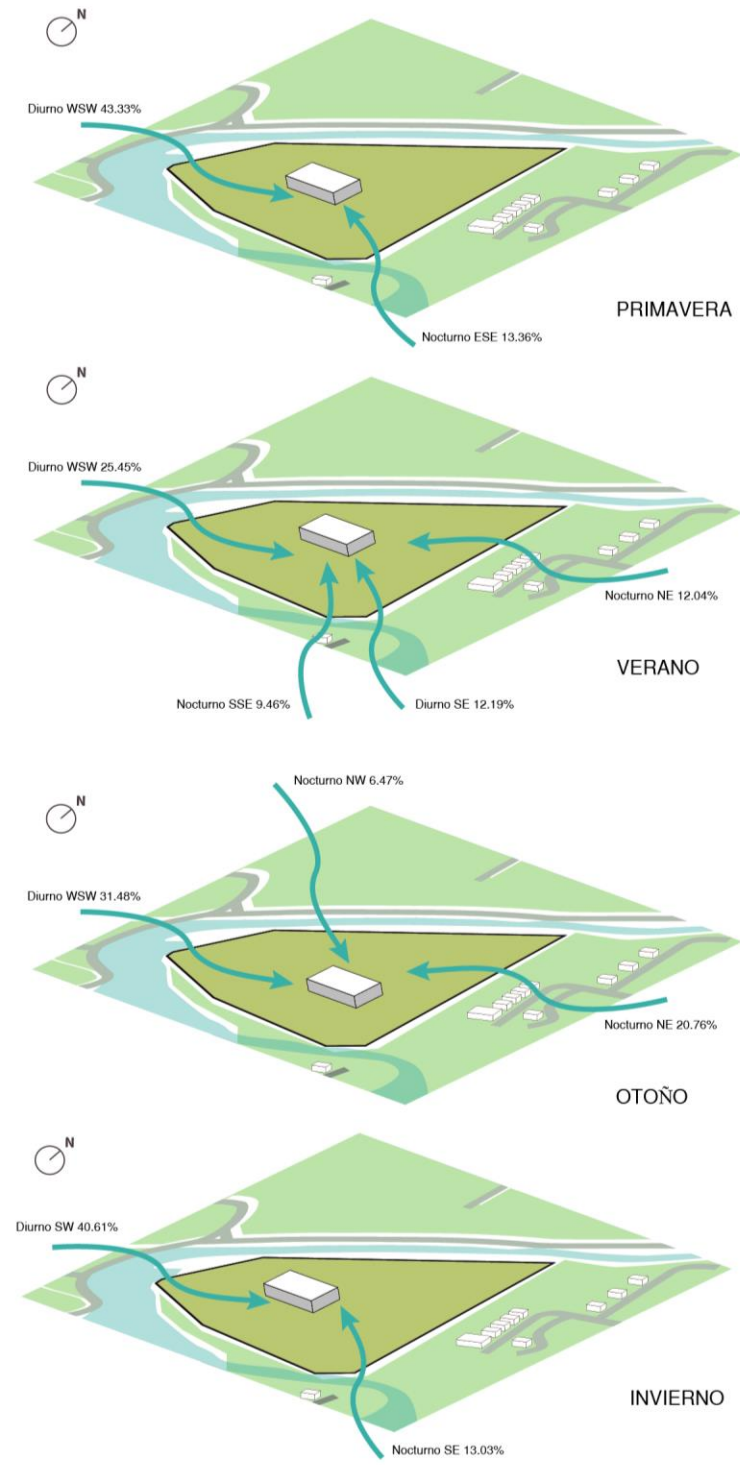 N
Diurno WSW 43.33%
PRIMAVERA
Nocturno ESE 13.36%
N
Diurno WSW 25.45%
Nocturno NE 12.04%
VERANO
Nocturno SSE 9.46%
Diurno SE 12.19%
Nocturno NW 6.47%
N
Diurno WSW 31.48%
Nocturno NE 20.76%
OTOÑO
N
Diurno SW 40.61%
INVIERNO
Nocturno SE 13.03%